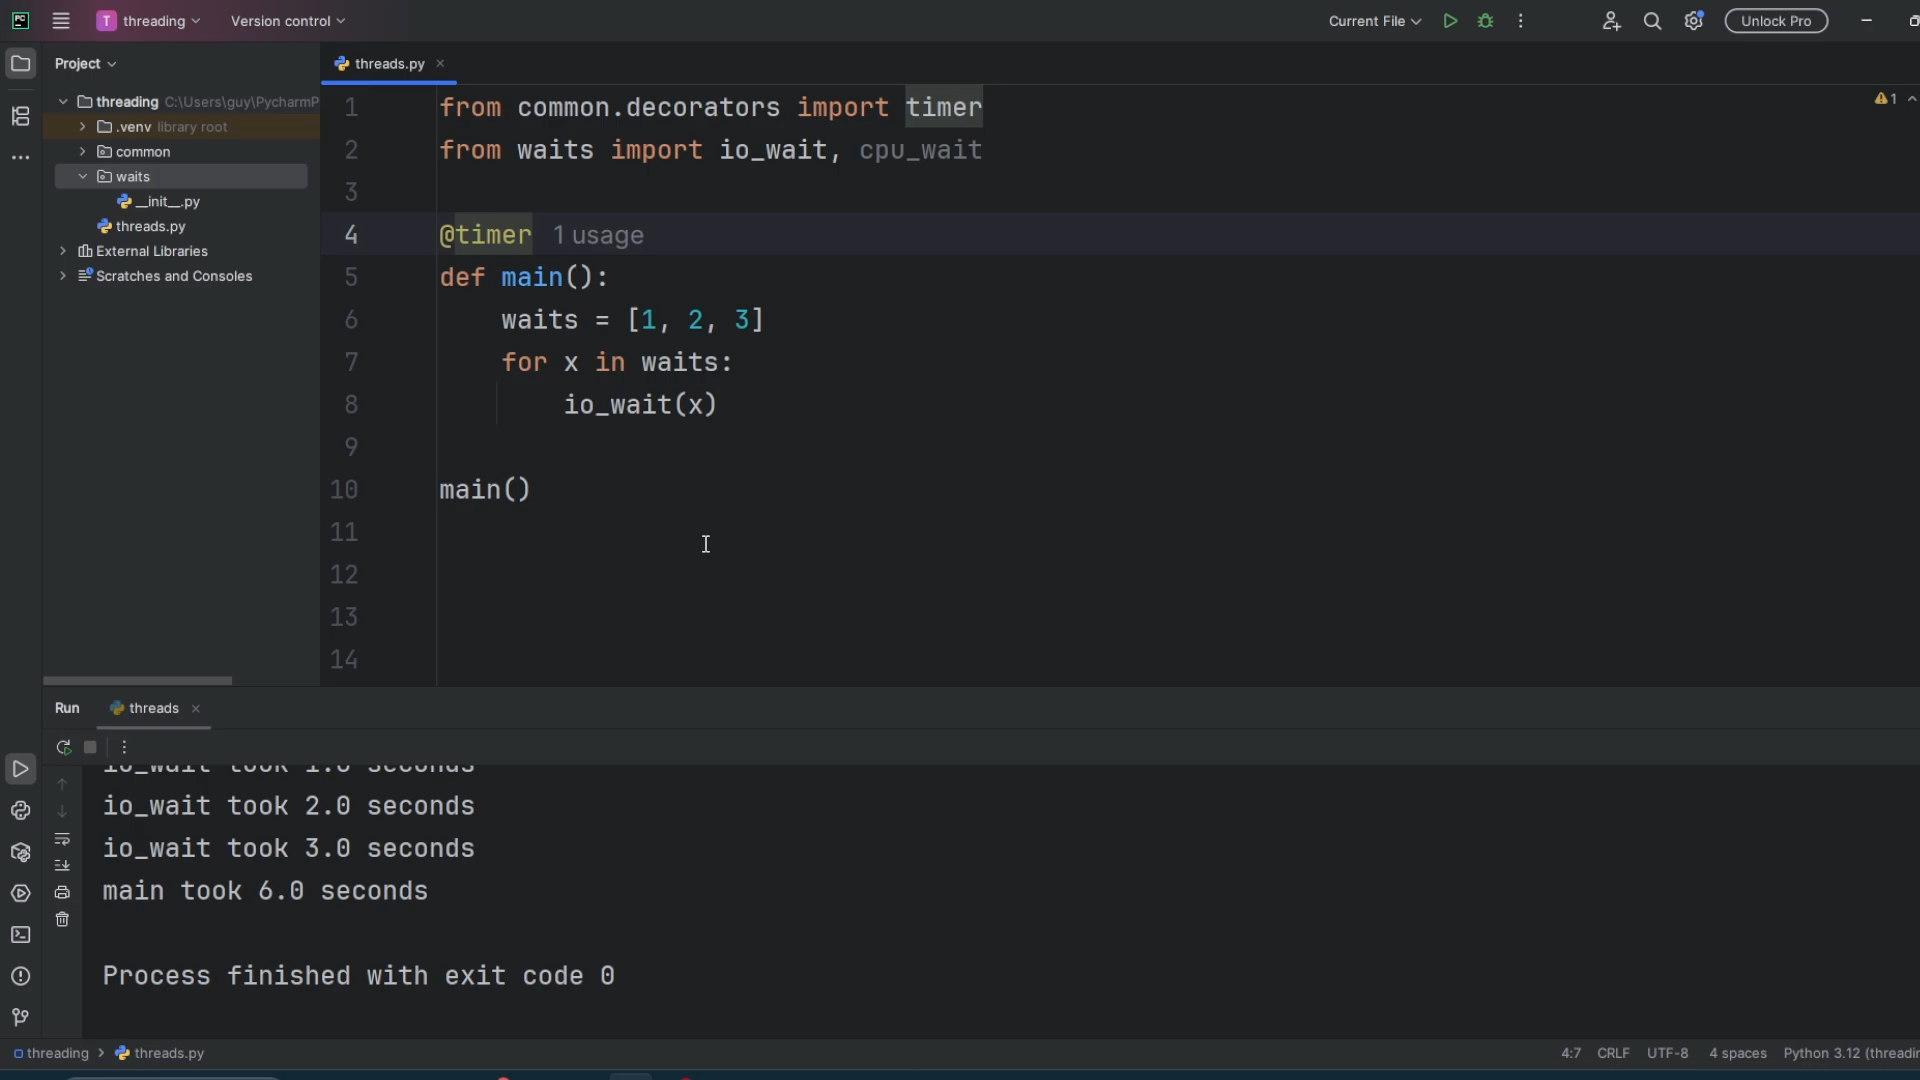 PC
T threading Version control Current File Unlock Pro
Project
threads.py
threading C:\Users\guy\PycharmP
.venv library root
common
waits
__init__.py
threads.py
External Libraries
Scratches and Consoles
1 from common.decorators import timer
2 from waits import io_wait, cpu_wait
3
4 @timer 1 usage
5 def main():
6 waits = [1, 2, 3]
7 for x in waits:
8 io_wait(x)
9
10 main()
11
12
13
14
1
Run threads
io_wait took 1.0 seconds
io_wait took 2.0 seconds
io_wait took 3.0 seconds
main took 6.0 seconds
Process finished with exit code 0
threading > threads.py 4:7 CRLF UTF-8 4 spaces Python 3.12 (threadin